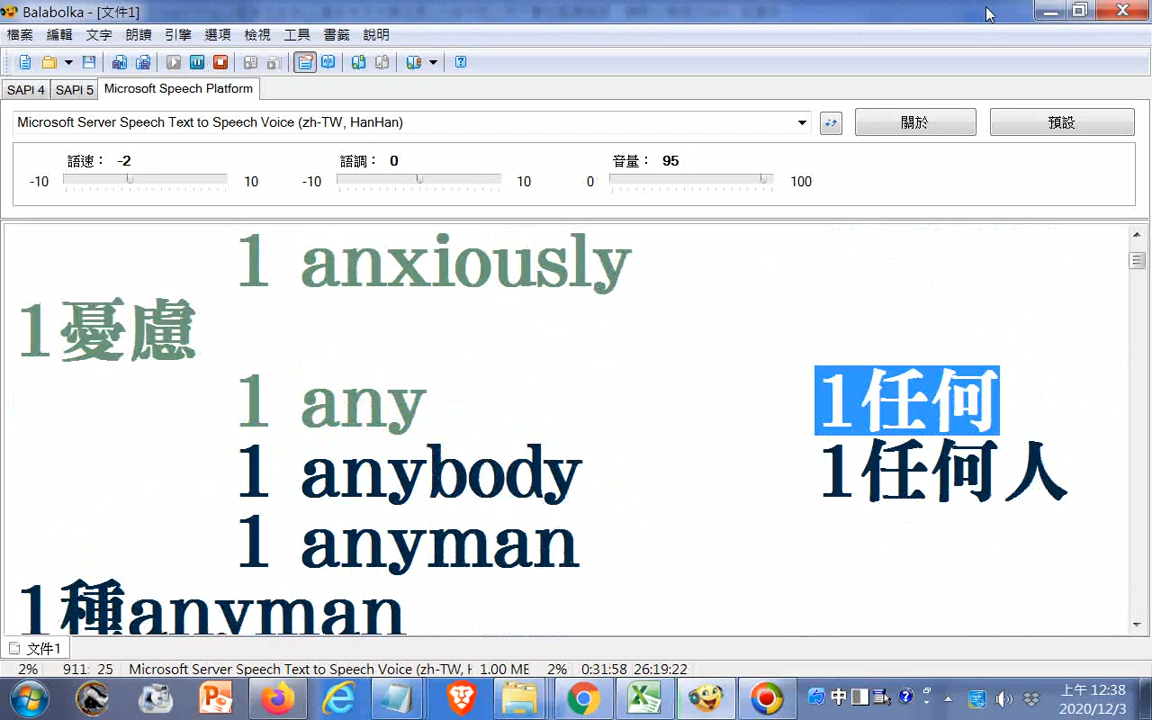 Balabolka - [文件1]
檔案 編輯 文字 朗讀 引擎 選項 檢視 工具 書籤 說明
SAPI 4 SAPI 5 Microsoft Speech Platform
Microsoft Server Speech Text to Speech Voice (zh-TW, HanHan) 關於 預設
語速： -2 語調： 0 音量： 95
-10 10 -10 10 0 100
1 anxiously
1憂慮
1 any 1任何
1 anybody 1任何人
1 anyman
1種anyman
文件1
2% 911: 25 Microsoft Server Speech Text to Speech Voice (zh-TW, H 1.00 ME 2% 0:31:58 26:19:22
中 上午 12:38
2020/12/3